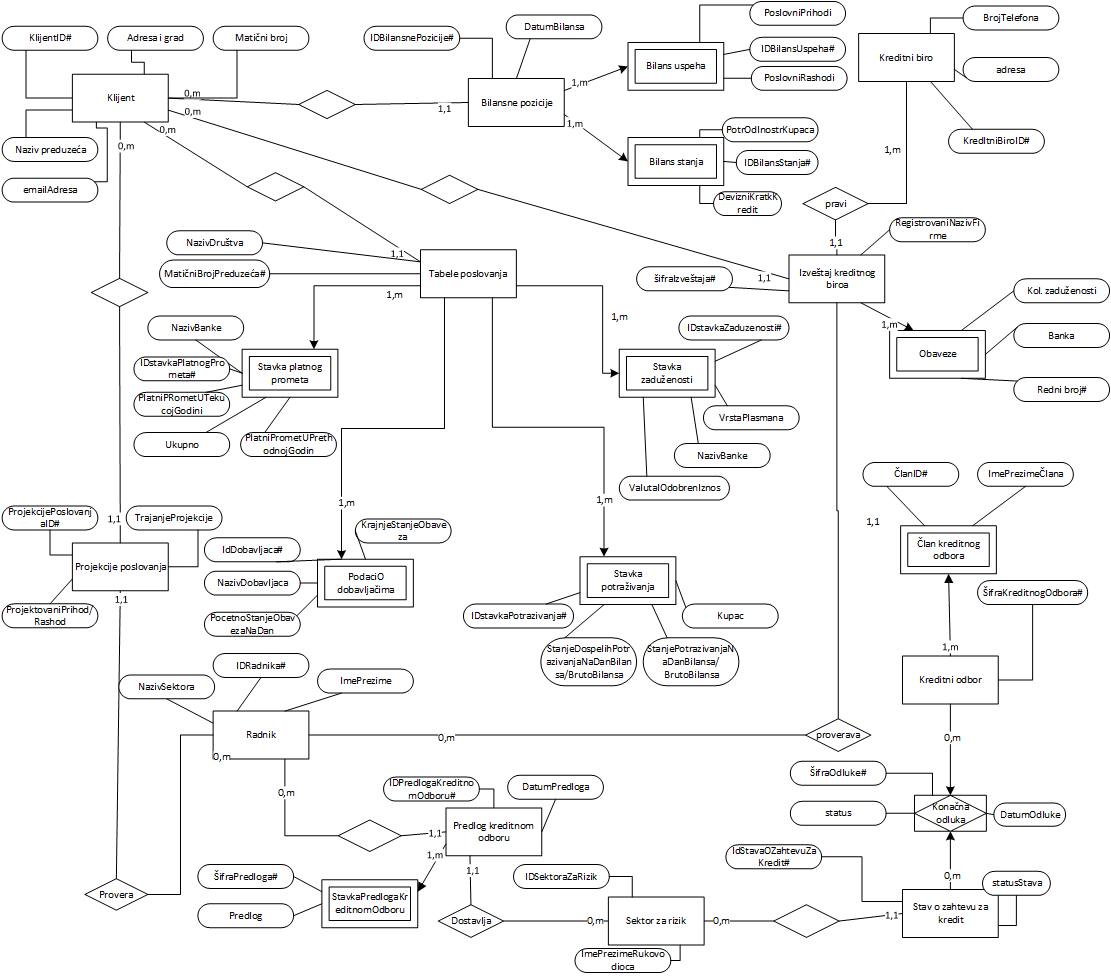 KlijentID#
Adresa i grad
Matični broj
IDBilansnePozicije#
DatumBilansa
PoslovniPrihodi
BrojTelefona
IDBilansUspeha#
Bilans uspeha
Kreditni biro
adresa
PoslovniRashodi
Klijent
0,m
0,m
1,1
Bilansne pozicije
1,m
1,m
0,m
0,m
Naziv preduzeća
emailAdresa
PotrOdInostrKupaca
Bilans stanja
IDBilansStanja#
DevizniKratkK
redit
KreditniBiroID#
1,m
pravi
1,1
RegistrovaniNazivFi
rme
NazivDruštva
MatičniBrojPreduzeća#
1,1
Tabele poslovanja
1,m
šifraIzveštaja#
1,1
Izveštaj kreditnog
biroa
Kol. zaduženosti
1,m
1,m
Banka
Obaveze
Redni broj#
NazivBanke
IDstavkaPlatnogPro
meta#
PlatniPRometUTeku
cojGodini
Ukupno
PlatniPrometUPreth
odnojGodin
Stavka platnog
prometa
IDstavkaZaduzenosti#
Stavka
zaduženosti
VrstaPlasmana
NazivBanke
ValutaIOdobrenIznos
ČlanID#
ImePrezimeČlana
1,1
Član kreditnog
odbora
1,m
1,m
1,1
ProjekcijePoslovanj
aID#
TrajanjeProjekcije
Projekcije poslovanja
ProjektovaniPrihod/
Rashod
1,1
KrajnjeStanjeObave
za
IdDobavljaca#
NazivDobavljaca
PocetnoStanjeObav
ezaNaDan
PodaciO
dobavljačima
Stavka
potraživanja
IDstavkaPotrazivanja#
Kupac
StanjeDospelihPotr
azivanjaNaDanBilan
sa/BrutoBilansa
StanjePotrazivanjaN
aDanBilansa/
BrutoBilansa
ŠifraKreditnogOdbora#
1,m
Kreditni odbor
IDRadnika#
NazivSektora
ImePrezime
Radnik
0,m
0,m
proverava
0,m
0,m
ŠifraOdluke#
status
Konačna
odluka
DatumOdluke
0,m
IDPredlogaKreditno
mOdboru#
DatumPredloga
1,1
Predlog kreditnom
odboru
1,m
1,1
ŠifraPredloga#
Predlog
StavkaPredlogaKr
editnomOdboru
Provera
Dostavlja
IDSektoraZaRizik
0,m
Sektor za rizik
0,m
ImePrezimeRukovo
dioca
IdStavaOZahtevuZa
Kredit#
statusStava
1,1
Stav o zahtevu za
kredit